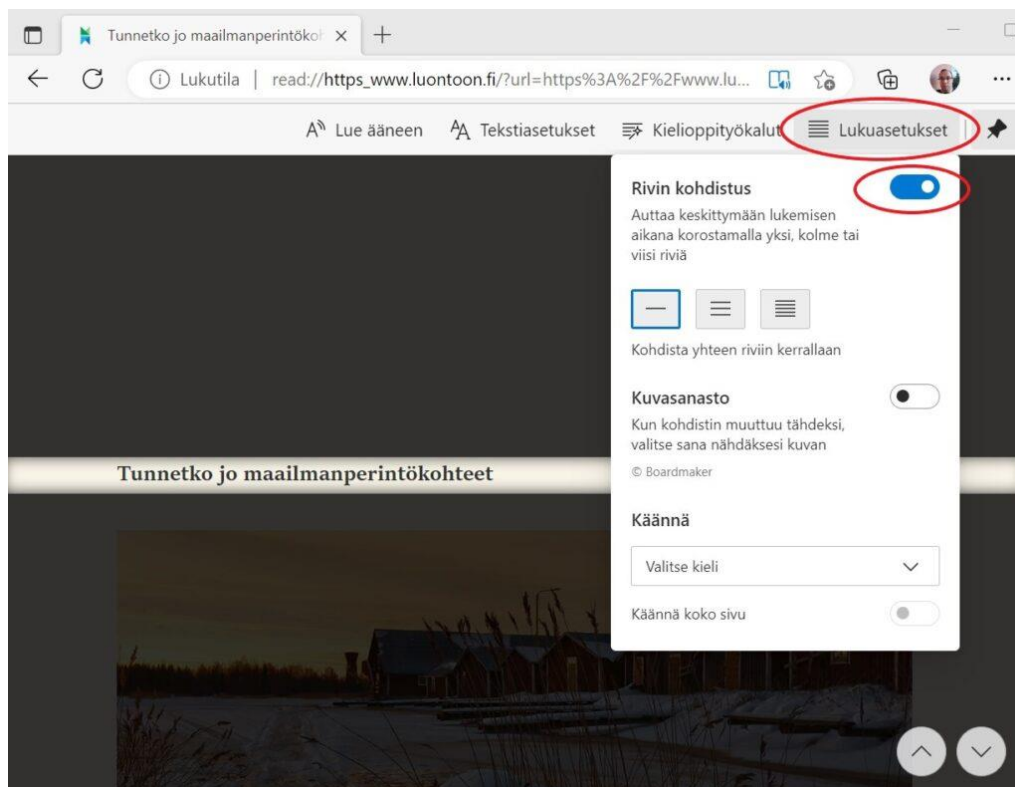 Tunnetko jo maailmanperintökoh
Lukutila | read://https_www.luontoon.fi/?url=https%3A%2F%2Fwww.lu...
Lue ääneen Tekstiasetukset Kielioppityökalut Lukuasetukset
Rivin kohdistus
Auttaa keskittymään lukemisen
aikana korostamalla yksi, kolme tai
viisi riviä
Kohdista yhteen riviin kerrallaan
Kuvasanasto
Kun kohdistin muuttuu tähdeksi,
valitse sana nähdäksesi kuvan
© Boardmaker
Tunnetko jo maailmanperintökohteet
Käännä
Valitse kieli
Käännä koko sivu